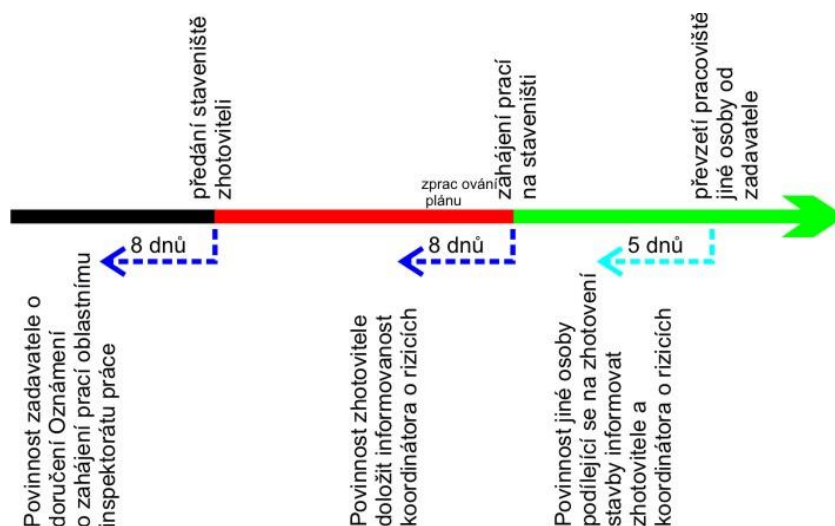 předání staveniště
zhotoviteli
zahájení prací
na staveništi
převzetí pracoviště
jiné osoby od
zadavatele
zprac ování
plánu
8 dnů
8 dnů
5 dnů
Povinnost zadavatele o
doručení Oznámení
o zahájení prací oblastnímu
inspektorátu práce
Povinnost zhotovitele
doložit informovanost
koordinátora o rizicích
Povinnost jiné osoby
podílející se na zhotovení
stavby informovat
zhotovitele a
koordinátora o rizicích